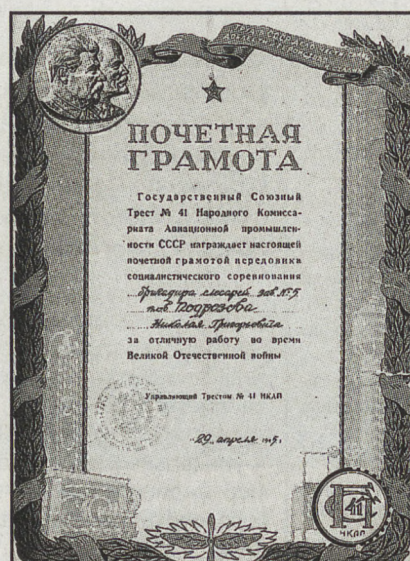 ПОЧЕТНАЯ
ГРАМОТА
Государственный Союзный
Трест № 41 Народного Комисса-
риата Авиационной промышлен-
ности СССР награждает настоящей
почетной грамотой передовика
социалистического соревнования
бригадира слесарей зав. № 5
тов. Подрозова
Николая Григорьевича
за отличную работу во время
Великой Отечественной войны
Управляющий Трестом № 41 НКАП
29 апреля
41
НКАП